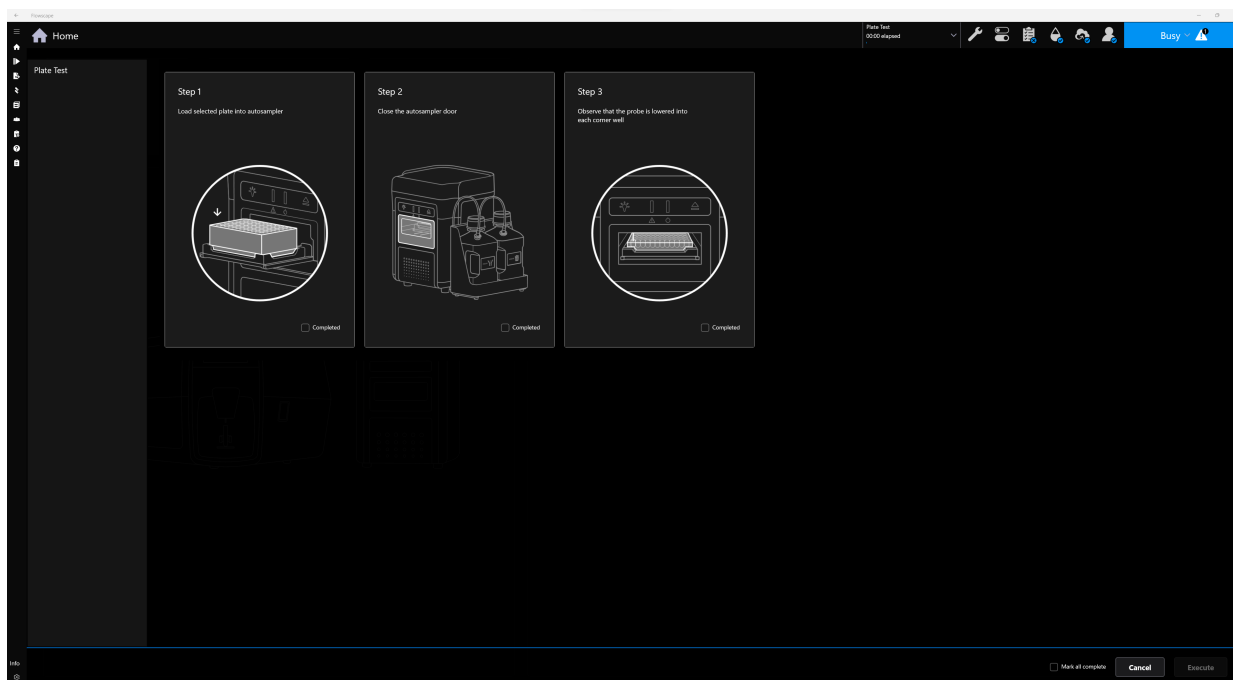 Home
Plate Test
00:00 elapsed
Busy
Plate Test
Step 1
Load selected plate into autosampler
Completed
Step 2
Close the autosampler door
Completed
Step 3
Observe that the probe is lowered into
each corner well
Completed
Info
Mark all complete
Cancel
Execute